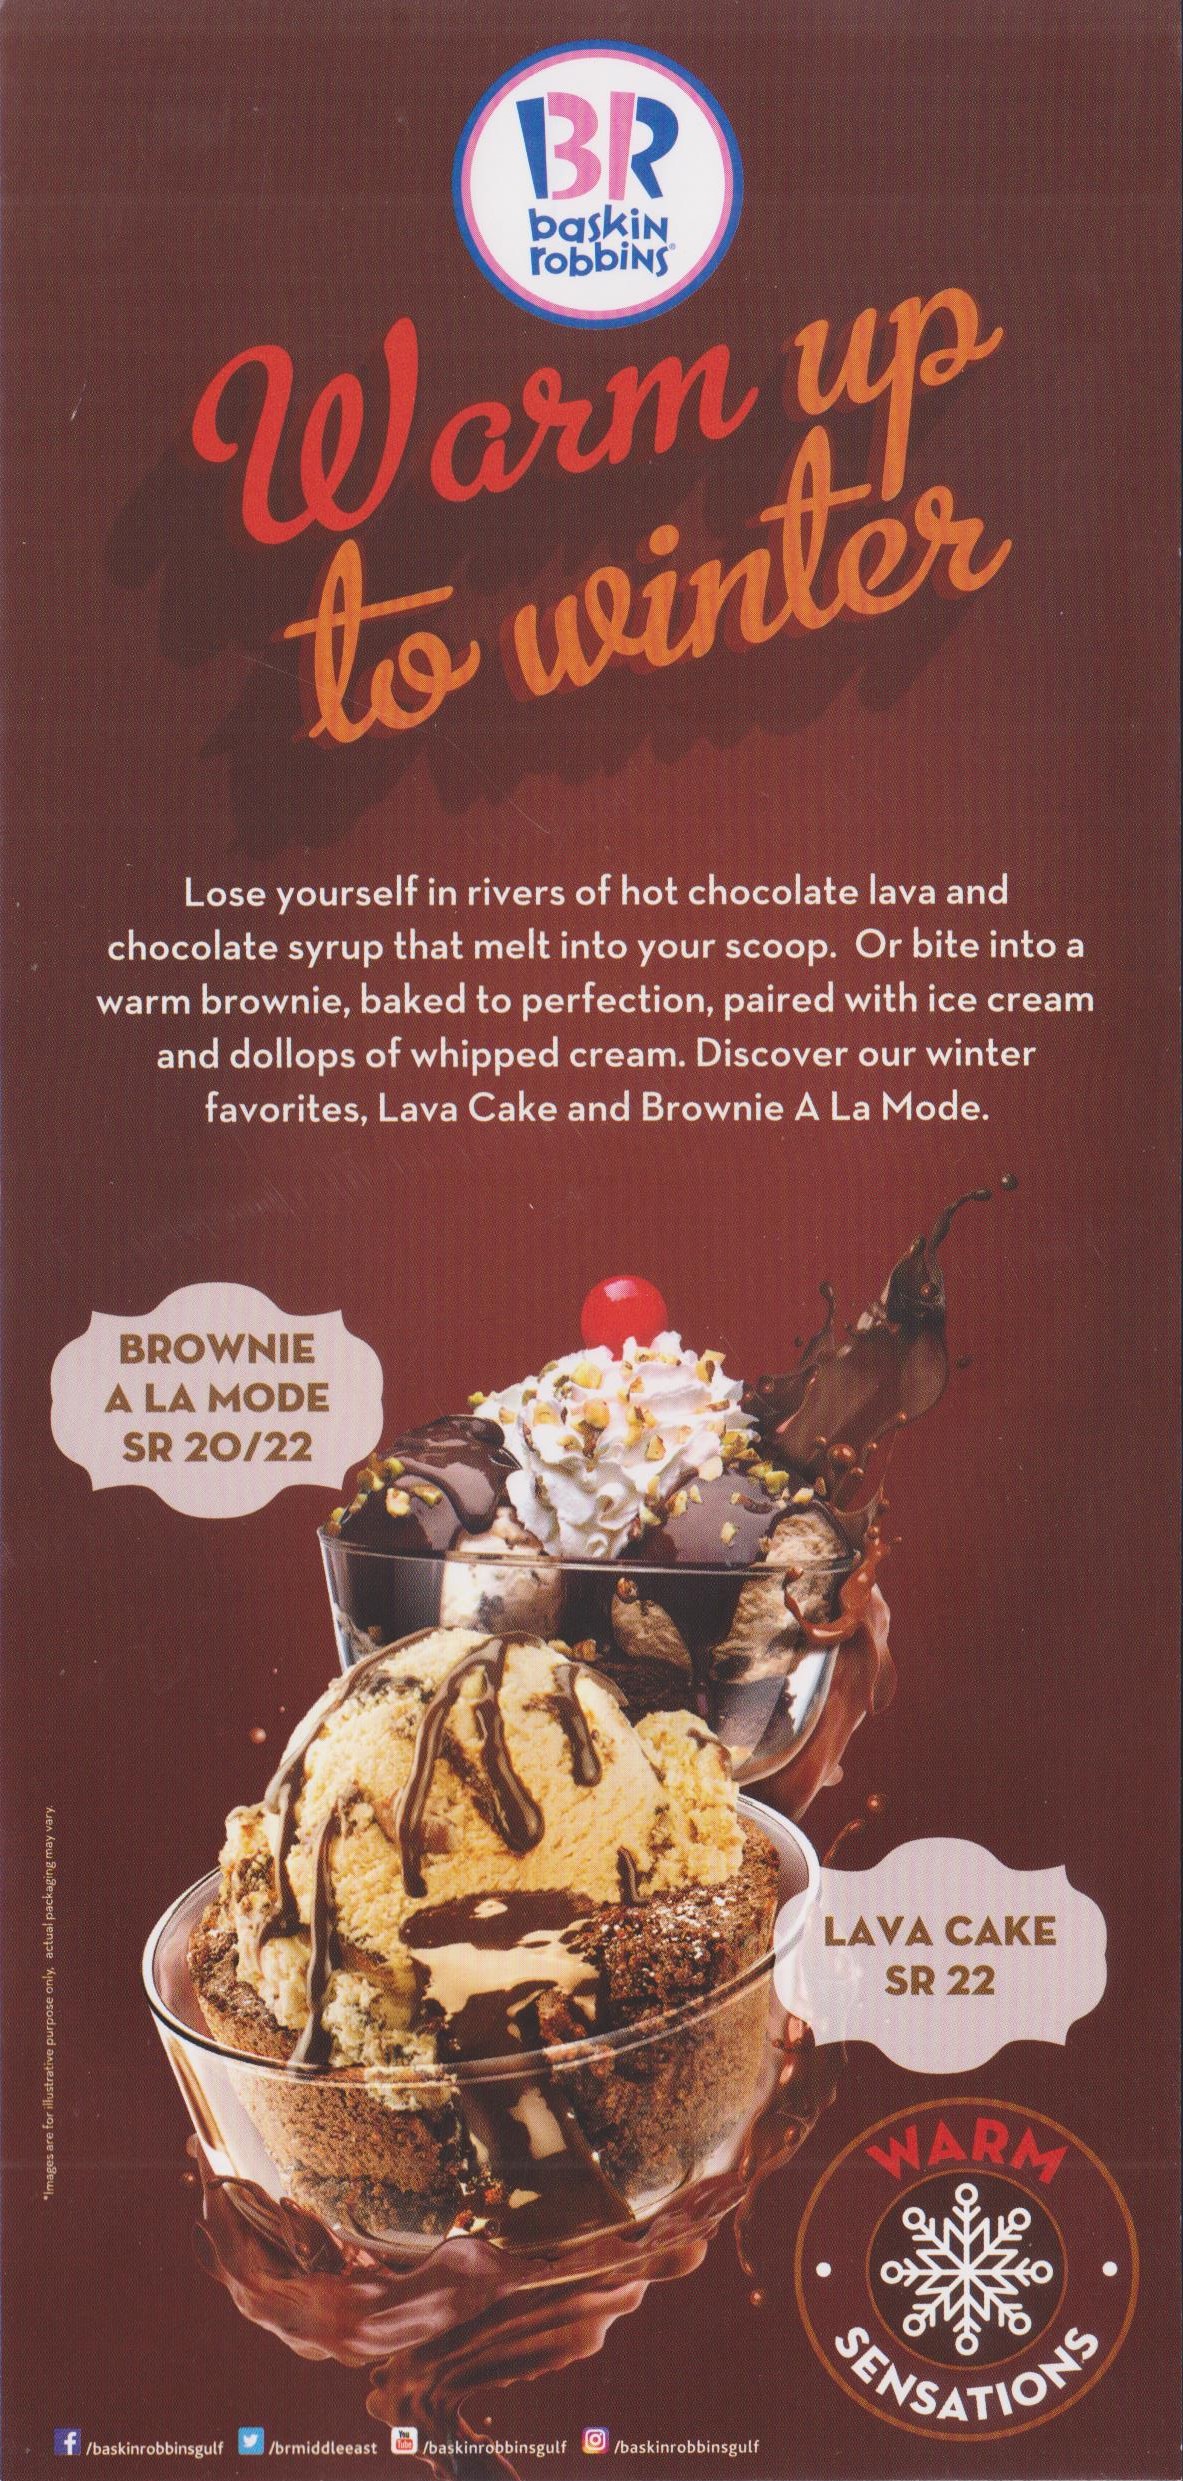 BR
baskin
robbins®
Warm up
to winter
Lose yourself in rivers of hot chocolate lava and
chocolate syrup that melt into your scoop. Or bite into a
warm brownie, baked to perfection, paired with ice cream
and dollops of whipped cream. Discover our winter
favorites, Lava Cake and Brownie A La Mode.
BROWNIE
A LA MODE
SR 20/22
LAVA CAKE
SR 22
*Images are for illustrative purpose only, actual packaging may vary.
WARM
SENSATIONS
f /baskinrobbinsgulf /brmiddleeast You Tube /baskinrobbinsgulf /baskinrobbinsgulf